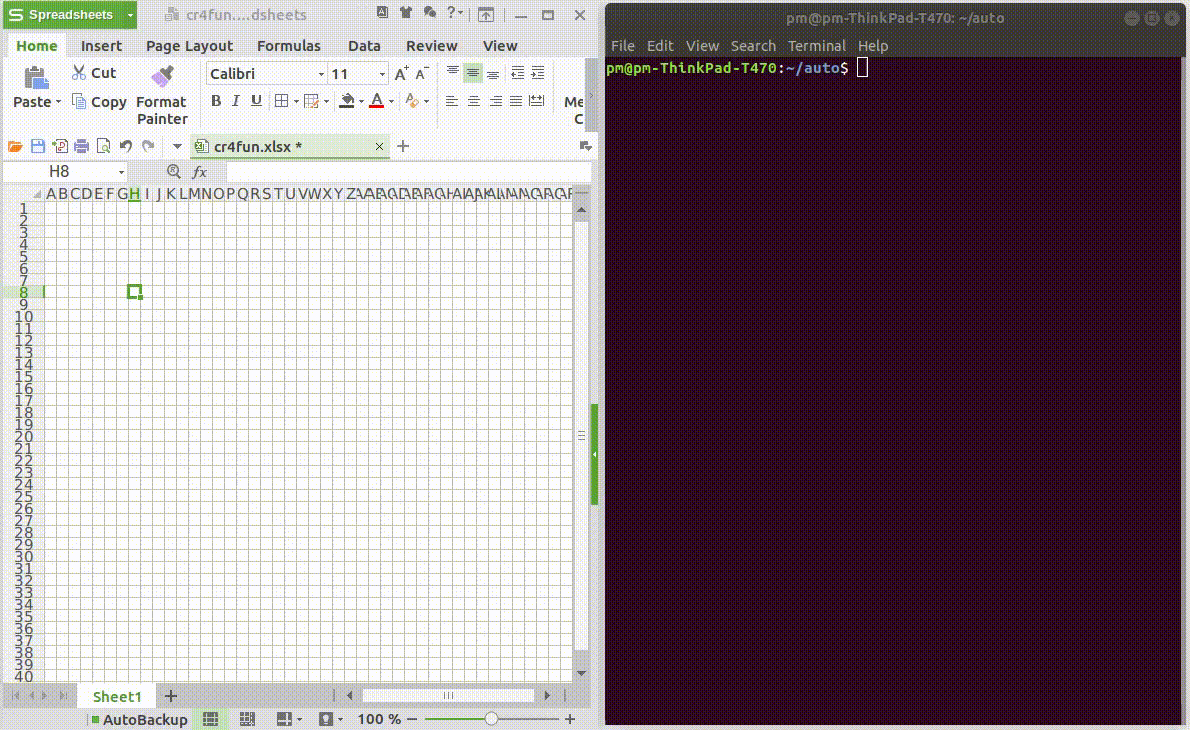 Spreadsheets
cr4fun....dsheets
Home Insert Page Layout Formulas Data Review View
Cut Calibri 11 A+ A-
Paste Copy Format Painter B I U A Me
C
cr4fun.xlsx *
H8 fx
A B C D E F G H I J K L M N O P Q R S T U V W X Y Z
1
2
3
4
5
6
7
8
9
10
11
12
13
14
15
16
17
18
19
20
21
22
23
24
25
26
27
28
29
30
31
32
33
34
35
36
37
38
39
40
Sheet1
AutoBackup 100 %
pm@pm-ThinkPad-T470: ~/auto
File Edit View Search Terminal Help
pm@pm-ThinkPad-T470:~/auto$